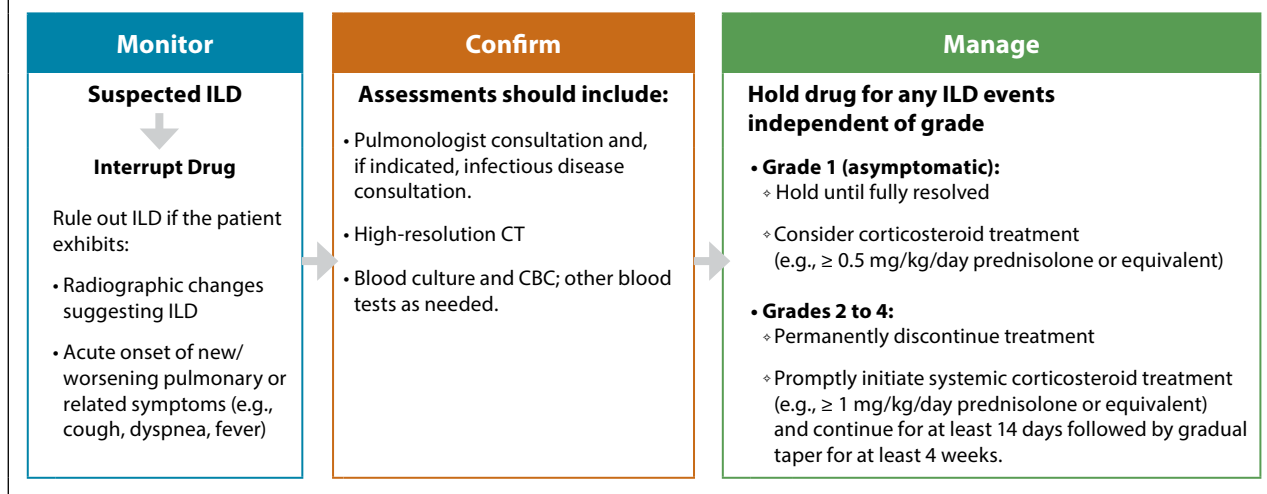 Monitor
Suspected ILD
Interrupt Drug
Rule out ILD if the patient
exhibits:
• Radiographic changes
suggesting ILD
• Acute onset of new/
worsening pulmonary or
related symptoms (e.g.,
cough, dyspnea, fever)
Confirm
Assessments should include:
• Pulmonologist consultation and,
if indicated, infectious disease
consultation.
• High-resolution CT
• Blood culture and CBC; other blood
tests as needed.
Manage
Hold drug for any ILD events
independent of grade
• Grade 1 (asymptomatic):
✧ Hold until fully resolved
✧ Consider corticosteroid treatment
(e.g., ≥ 0.5 mg/kg/day prednisolone or equivalent)
• Grades 2 to 4:
✧ Permanently discontinue treatment
✧ Promptly initiate systemic corticosteroid treatment
(e.g., ≥ 1 mg/kg/day prednisolone or equivalent)
and continue for at least 14 days followed by gradual
taper for at least 4 weeks.